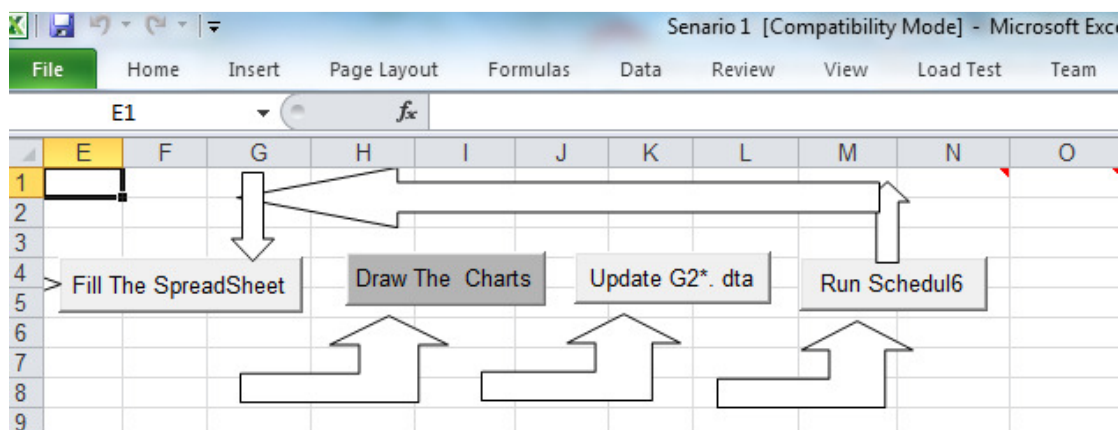 Senario 1 [Compatibility Mode] - Microsoft Exce
File Home Insert Page Layout Formulas Data Review View Load Test Team
E1 fx
E F G H I J K L M N O
1
2
3
4
5
6
7
8
9
> Fill The SpreadSheet Draw The Charts Update G2*. dta Run Schedul6